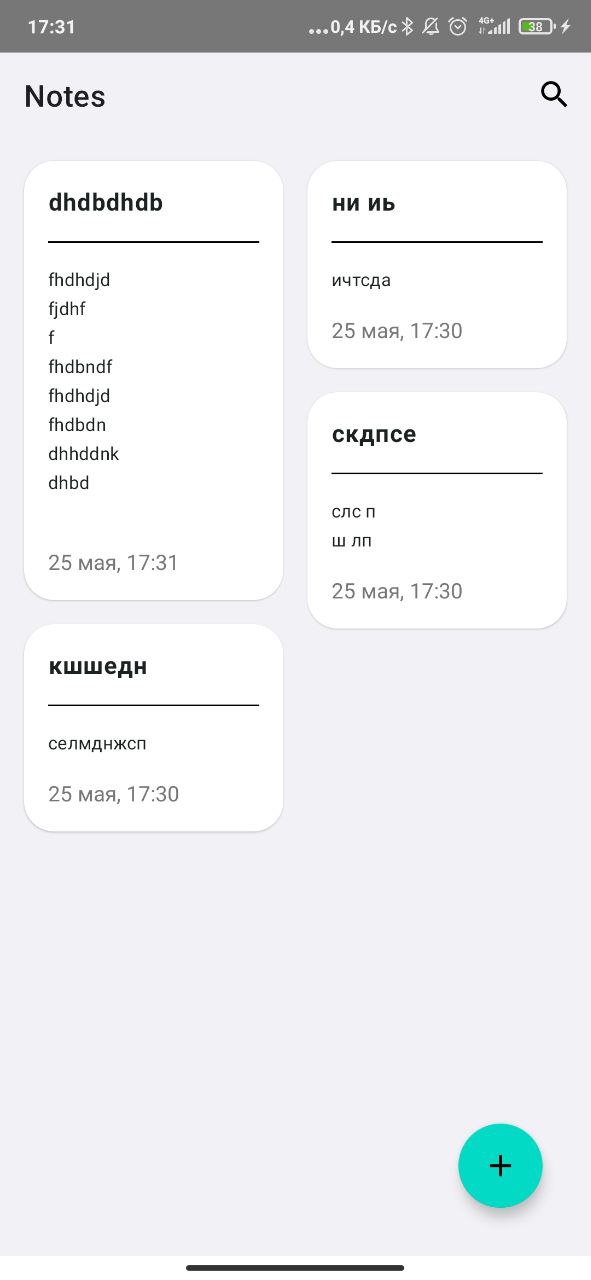 17:31
...0,4 КБ/с 4G+ 38
Notes
dhdbdhdb
fhdhdjd
fjdhf
f
fhdbndf
fhdhdjd
fhdbdn
dhhddnk
dhbd
25 мая, 17:31
ни иь
ичтсда
25 мая, 17:30
скдпсе
слс п
ш лп
25 мая, 17:30
кшшедн
селмднжсп
25 мая, 17:30